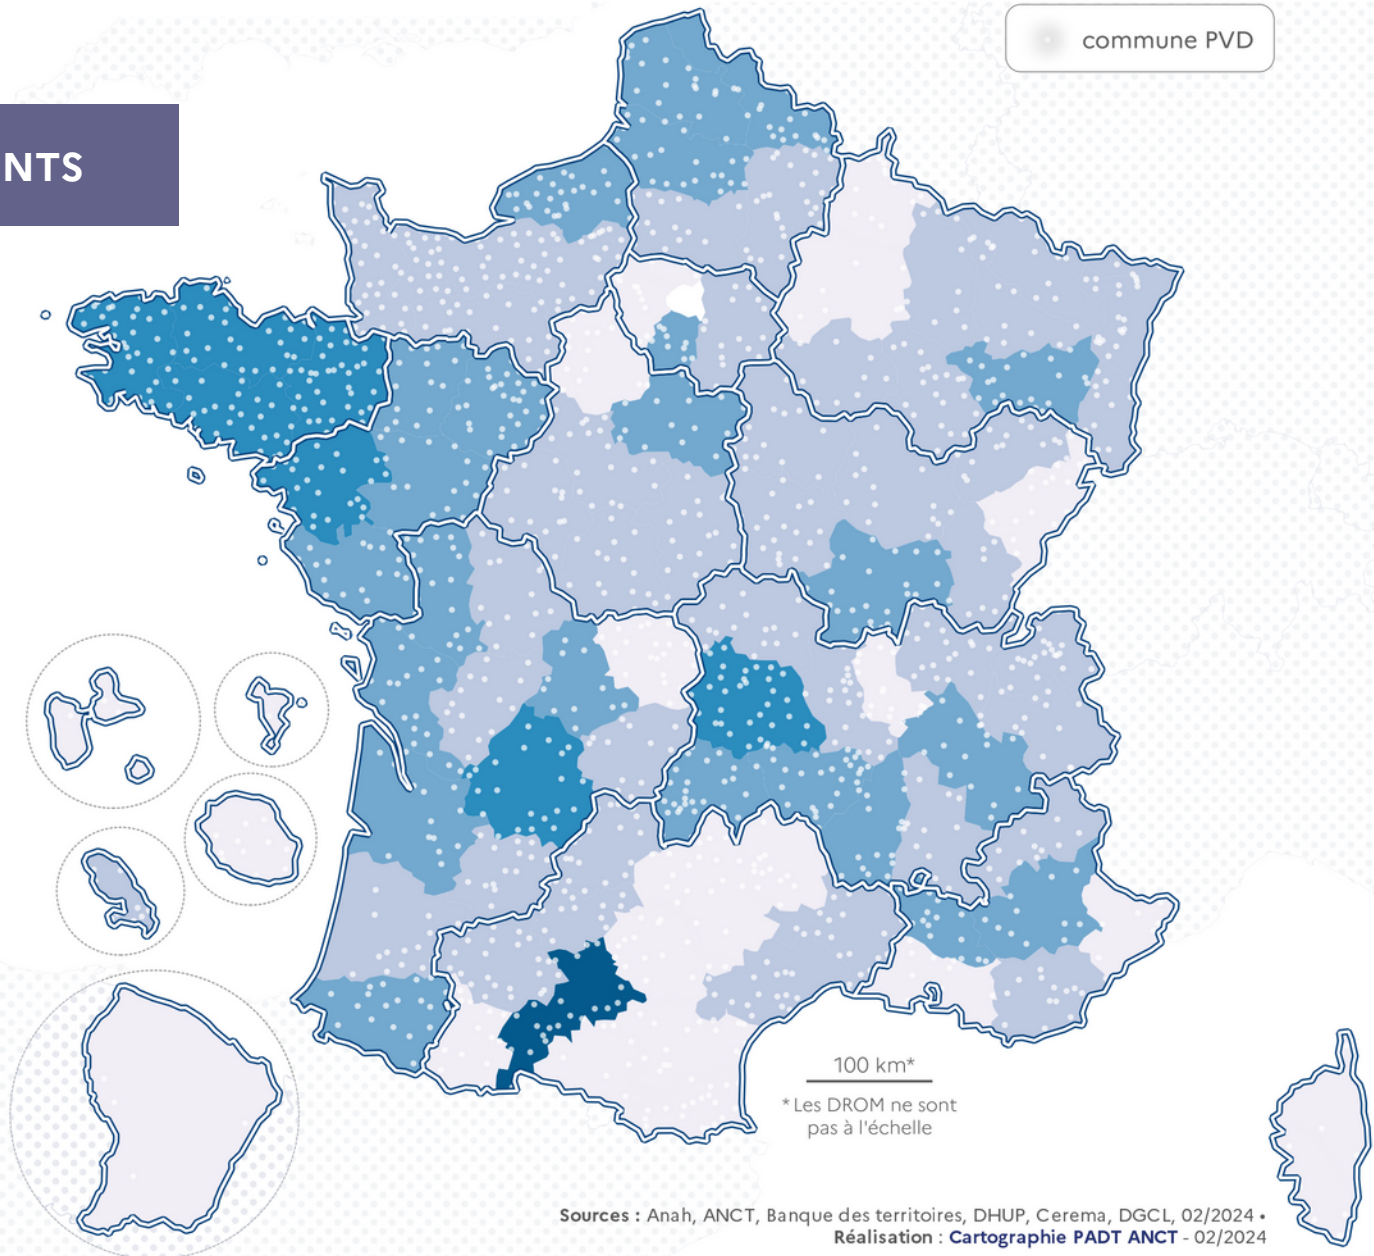 commune PVD
NTS
100 km*
* Les DROM ne sont
pas à l'échelle
Sources : Anah, ANCT, Banque des territoires, DHUP, Cerema, DGCL, 02/2024 •
Réalisation : Cartographie PADT ANCT - 02/2024